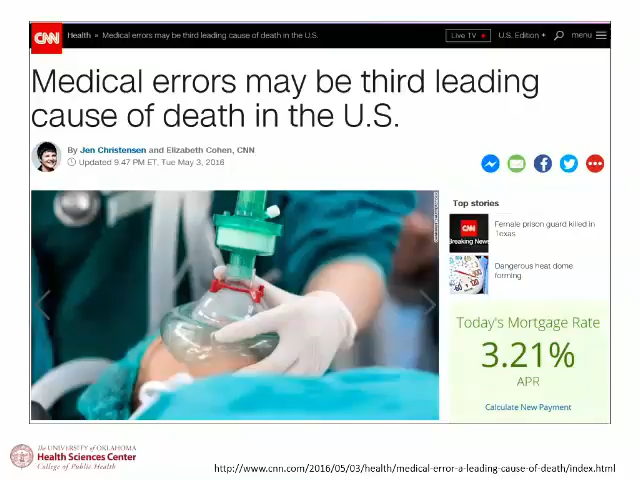 CNN
Health » Medical errors may be third leading cause of death in the U.S.
Live TV
U.S. Edition +
menu
Medical errors may be third leading
cause of death in the U.S.
By Jen Christensen and Elizabeth Cohen, CNN
Updated 9:47 PM ET, Tue May 3, 2016
Top stories
CNN
Breaking News
Female prison guard killed in
Texas
Dangerous heat dome
forming
Today's Mortgage Rate
3.21%
APR
Calculate New Payment
The UNIVERSITY of OKLAHOMA
Health Sciences Center
College of Public Health
http://www.cnn.com/2016/05/03/health/medical-error-a-leading-cause-of-death/index.html